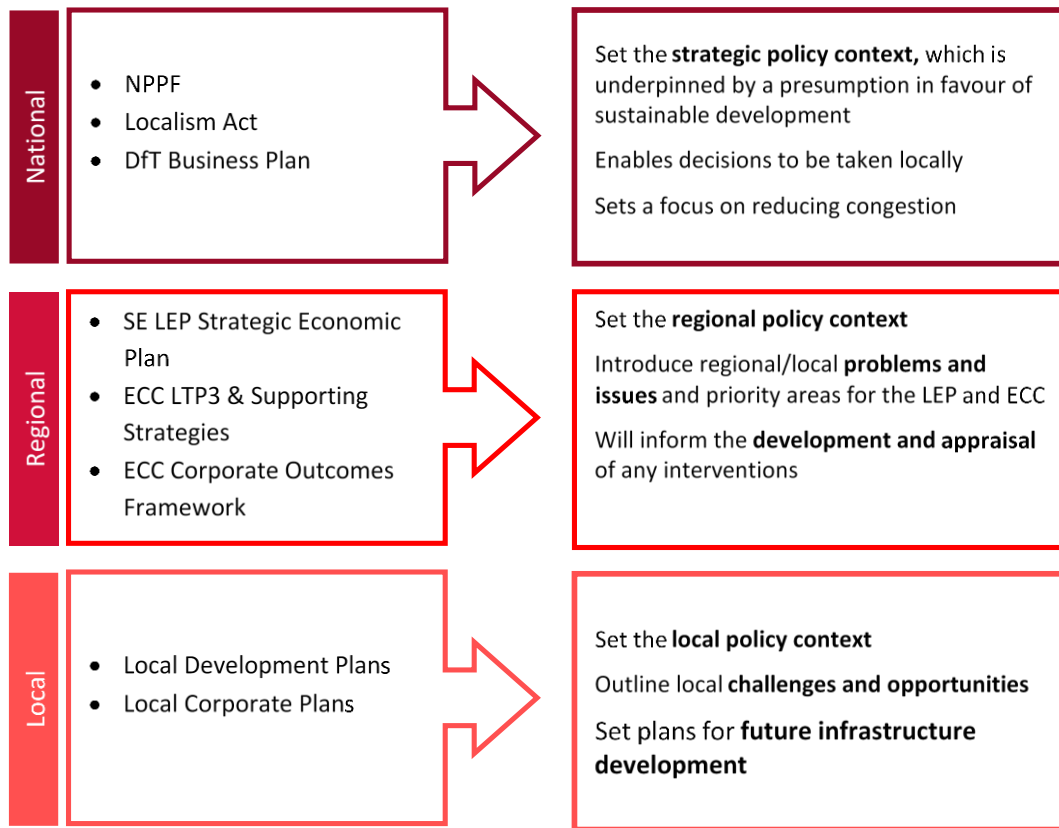 National
NPPF
Localism Act
DfT Business Plan
Set the strategic policy context, which is
underpinned by a presumption in favour of
sustainable development
Enables decisions to be taken locally
Sets a focus on reducing congestion
Regional
SE LEP Strategic Economic
Plan
ECC LTP3 & Supporting
Strategies
ECC Corporate Outcomes
Framework
Set the regional policy context
Introduce regional/local problems and
issues and priority areas for the LEP and ECC
Will inform the development and appraisal
of any interventions
Local
Local Development Plans
Local Corporate Plans
Set the local policy context
Outline local challenges and opportunities
Set plans for future infrastructure
development